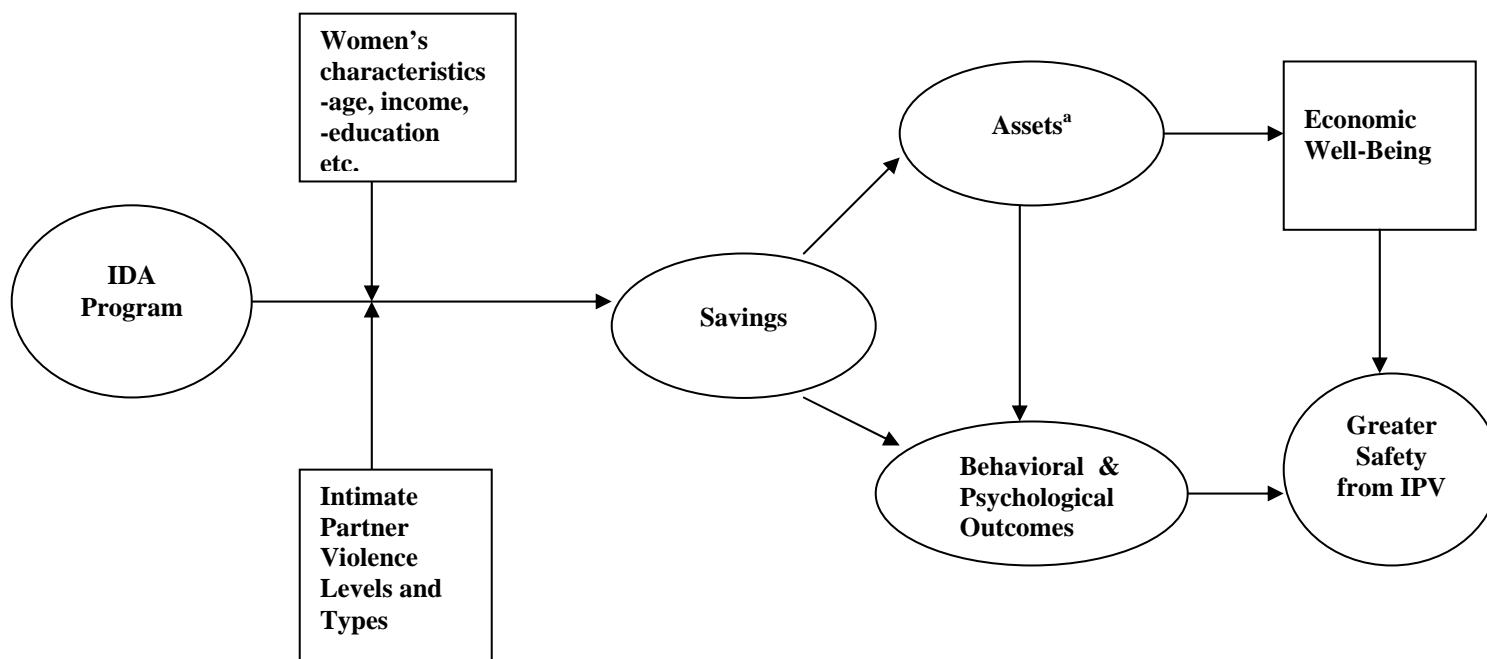 Women's
characteristics
-age, income,
-education
etc.
Assetsª
Economic
Well-Being
IDA
Program
Savings
Intimate
Partner
Violence
Levels and
Types
Behavioral &
Psychological
Outcomes
Greater
Safety
from IPV